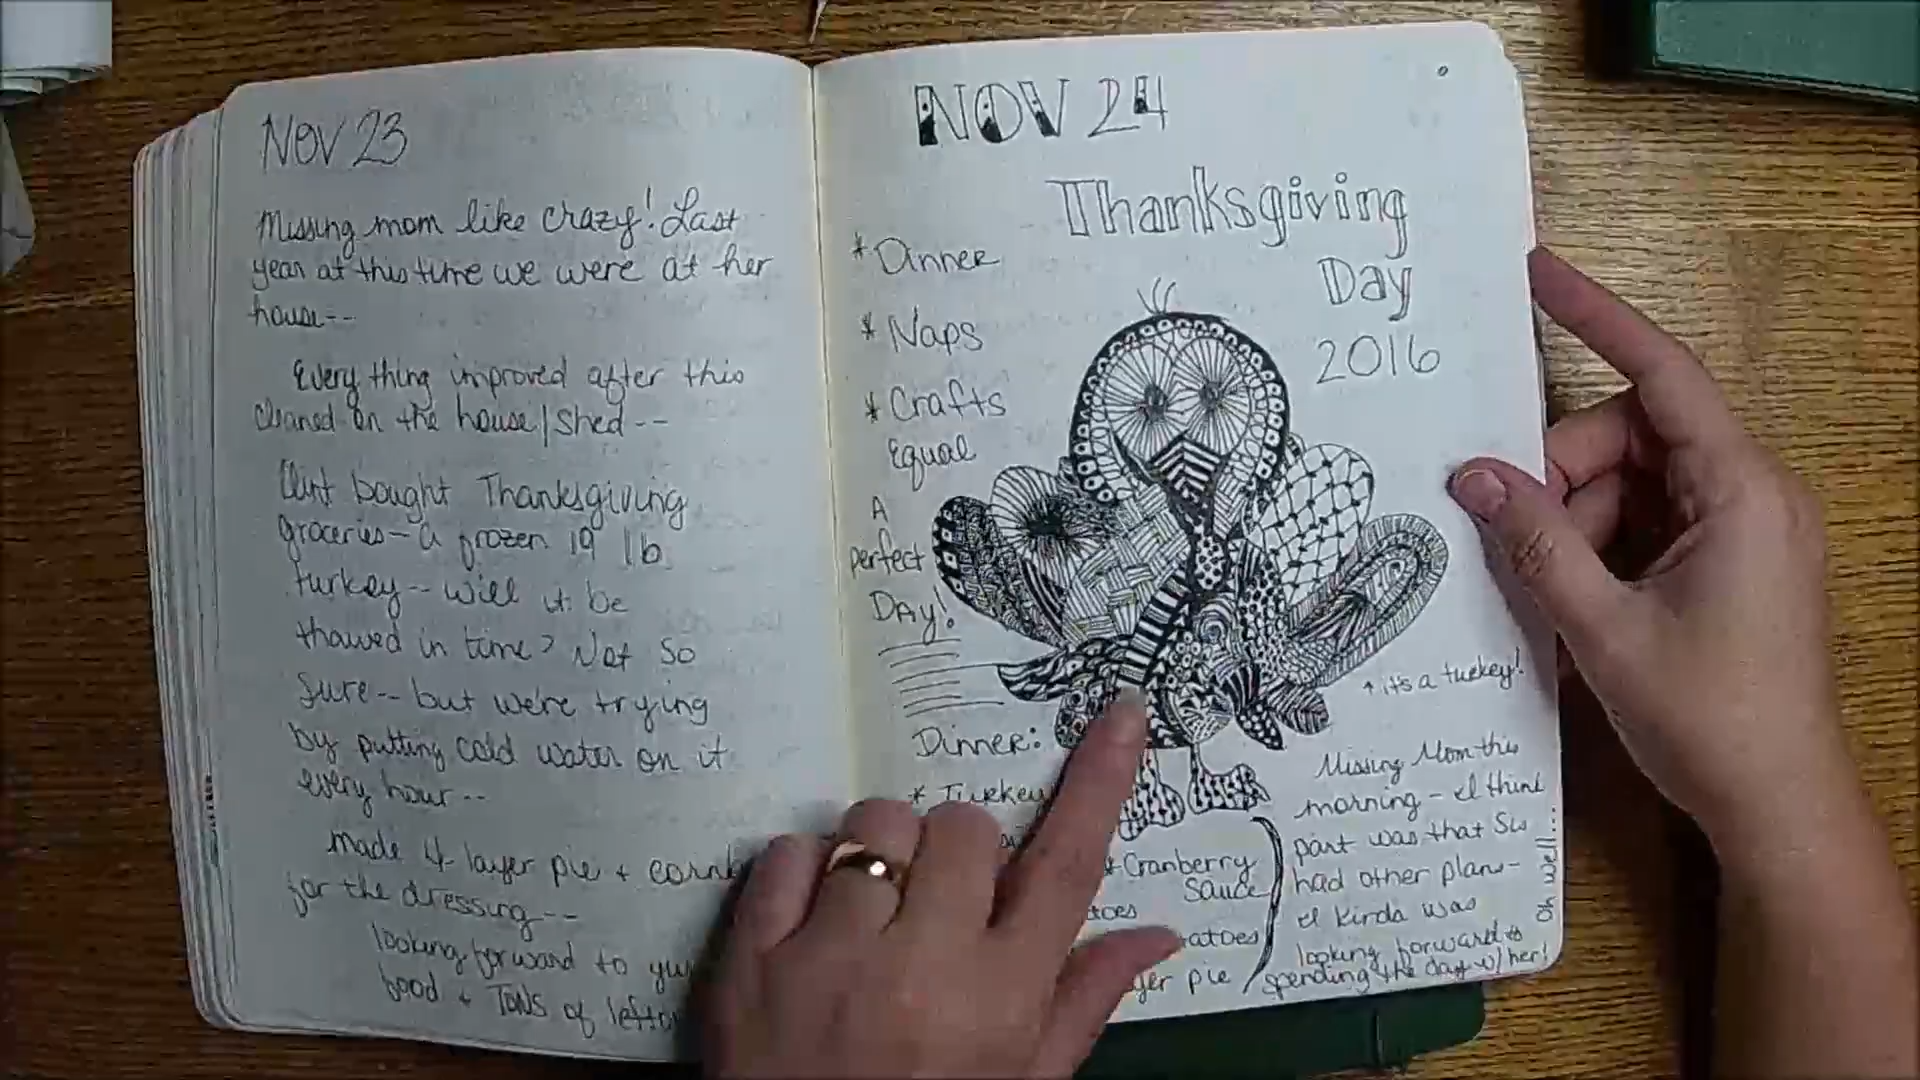 NOV 23
Missing mom like crazy! Last
year at this time we were at her
house--
Every thing improved after this
cleaned on the house/shed--
Clint bought Thanksgiving
groceries- a frozen 19 lb
turkey-- will it be
thawed in time? Not so
sure-- but we're trying
by putting cold water on it
every hour--
made 4 layer pie +
for the dressing--
looking forward to
food + Tons of
NOV 24
Thanksgiving
Day
2016
* Dinner
* Naps
* Crafts
Equal
A
perfect
DAY!
↑ it's a turkey!
Dinner:
* Turkey
* Cranberry
Sauce
pie
Missing Mom this
morning - I think
part was that Sis
had other plans-
I kinda was
looking forward to
spending the day w/ her!
oh well...